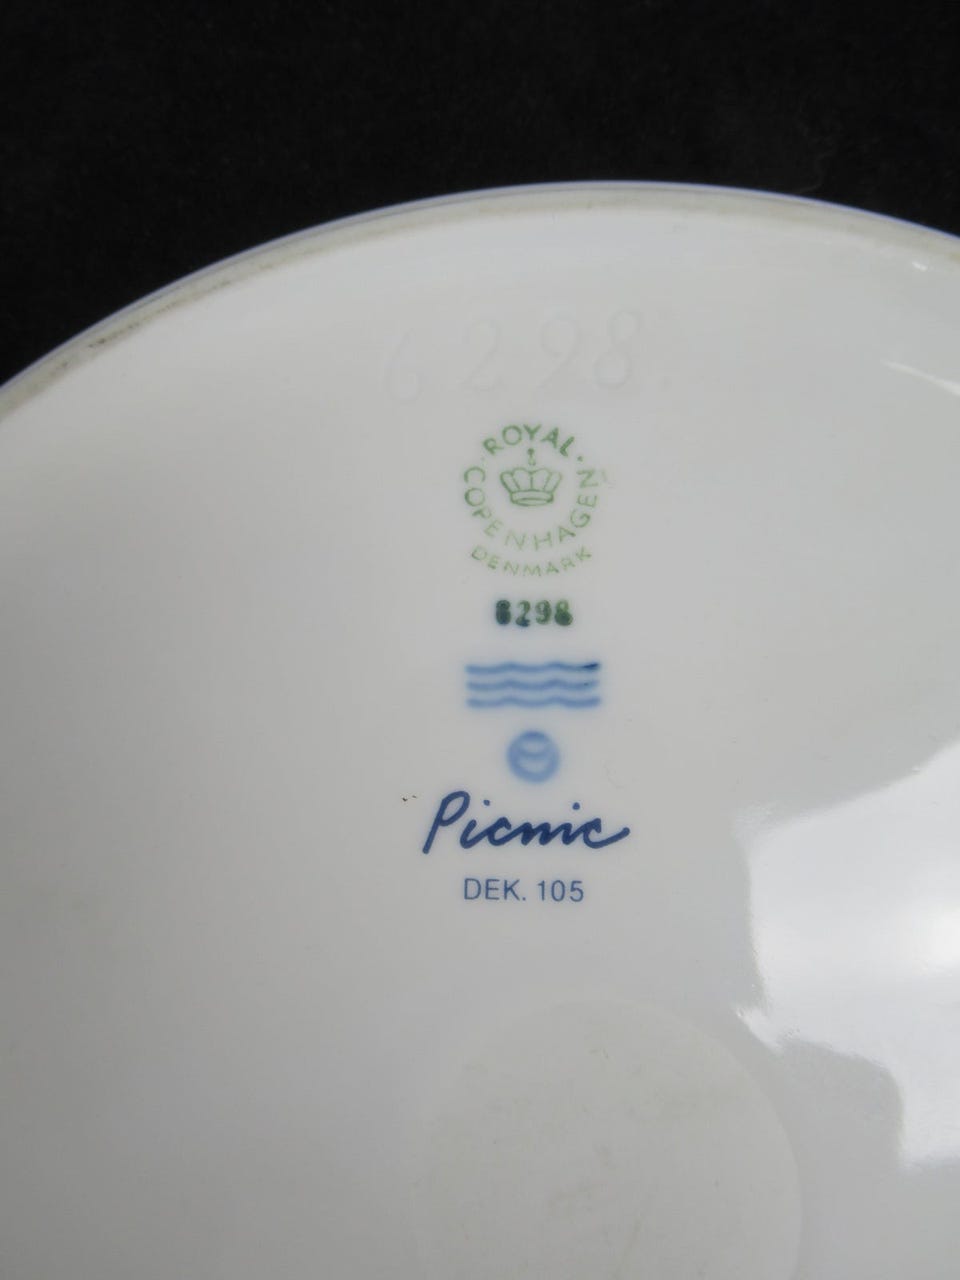 6298
ROYAL
COPENHAGEN
DENMARK
6298
Picnic
DEK. 105